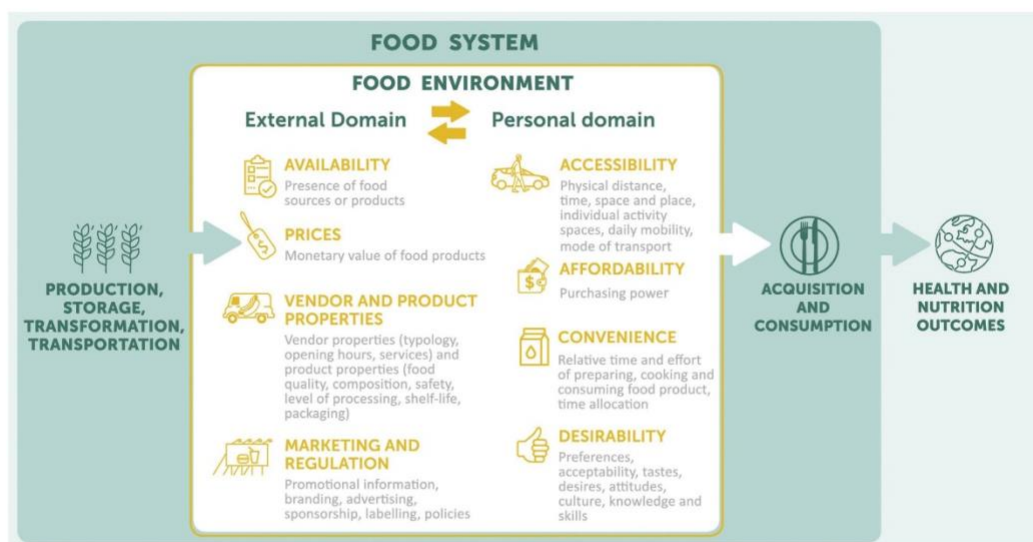 FOOD SYSTEM
FOOD ENVIRONMENT
External Domain
Personal domain
PRODUCTION,
STORAGE,
TRANSFORMATION,
TRANSPORTATION
AVAILABILITY
Presence of food
sources or products
PRICES
Monetary value of food products
VENDOR AND PRODUCT
PROPERTIES
Vendor properties (typology,
opening hours, services) and
product properties (food
quality, composition, safety,
level of processing, shelf-life,
packaging)
MARKETING AND
REGULATION
Promotional information,
branding, advertising,
sponsorship, labelling, policies
ACCESSIBILITY
Physical distance,
time, space and place,
individual activity
spaces, daily mobility,
mode of transport
AFFORDABILITY
Purchasing power
CONVENIENCE
Relative time and effort
of preparing, cooking and
consuming food product,
time allocation
DESIRABILITY
Preferences,
acceptability, tastes,
desires, attitudes,
culture, knowledge and
skills
ACQUISITION
AND
CONSUMPTION
HEALTH AND
NUTRITION
OUTCOMES